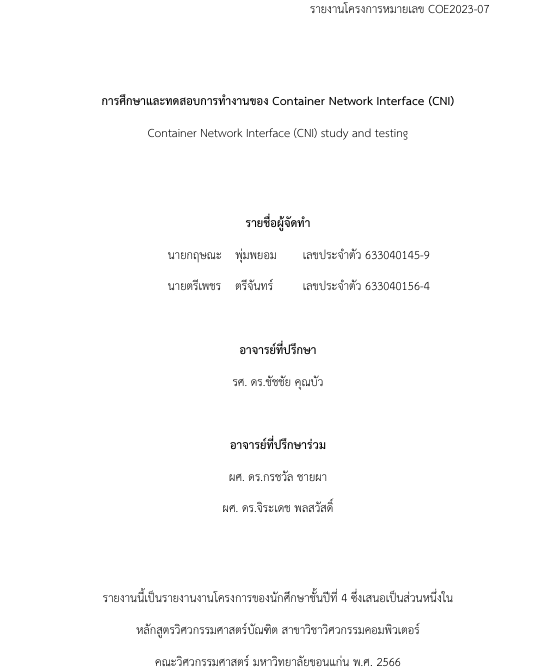 รายงานโครงการหมายเลข COE2023-07
การศึกษาและทดสอบการทำงานของ Container Network Interface (CNI)
Container Network Interface (CNI) study and testing
รายชื่อผู้จัดทำ
นายกฤษณะ พุ่มพยอม เลขประจำตัว 633040145-9
นายตรีเพชร ตรีจันทร์ เลขประจำตัว 633040156-4
อาจารย์ที่ปรึกษา
รศ. ดร.ชัชชัย คุณบัว
อาจารย์ที่ปรึกษาร่วม
ผศ. ดร.กรชวัล ชายผา
ผศ. ดร.จิระเดช พลสวัสดิ์
รายงานนี้เป็นรายงานงานโครงการของนักศึกษาชั้นปีที่ 4 ซึ่งเสนอเป็นส่วนหนึ่งใน
หลักสูตรวิศวกรรมศาสตร์บัณฑิต สาขาวิชาวิศวกรรมคอมพิวเตอร์
คณะวิศวกรรมศาสตร์ มหาวิทยาลัยขอนแก่น พ.ศ. 2566